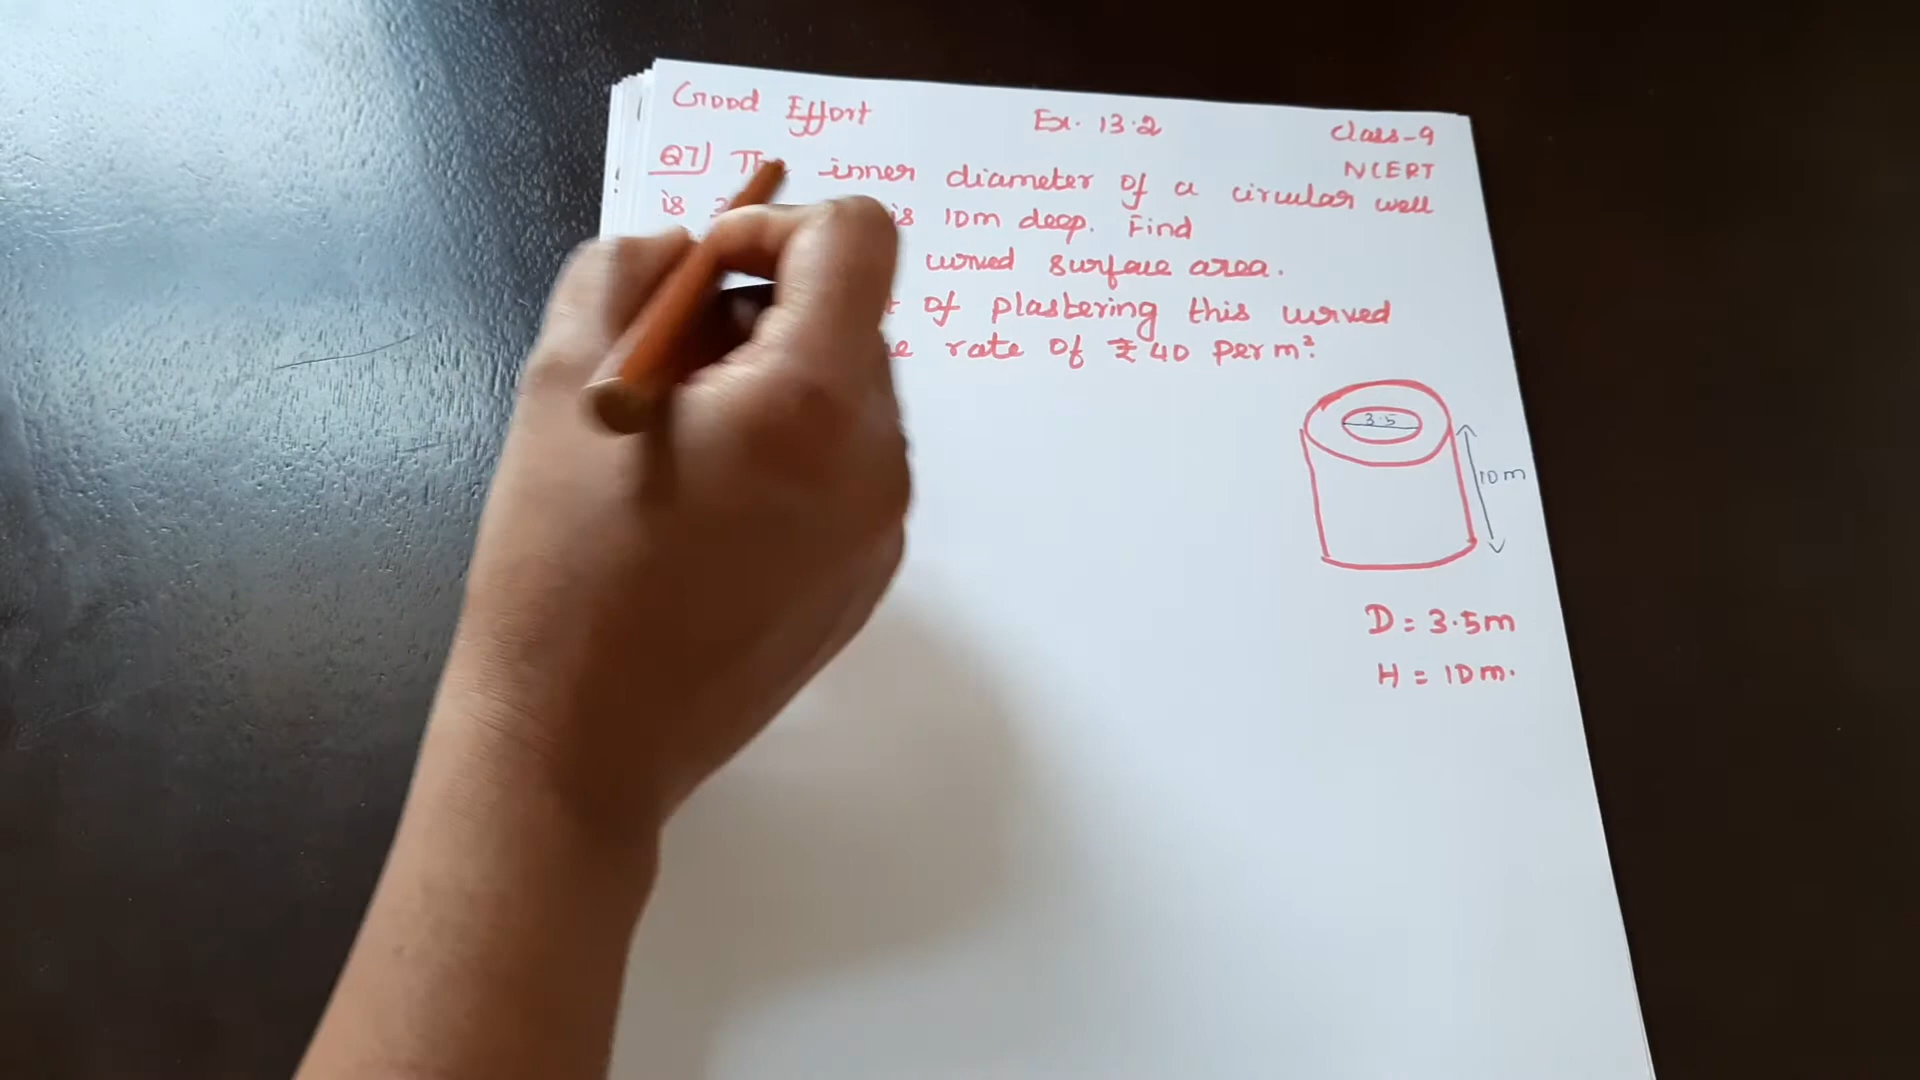 Good Effort Ex. 13.2 Class-9
NCERT
Q7) The inner diameter of a circular well
is is 10m deep. Find
curved surface area.
of plastering this curved
rate of ₹40 per m².
3.5
10m
D = 3.5m
H = 10m.